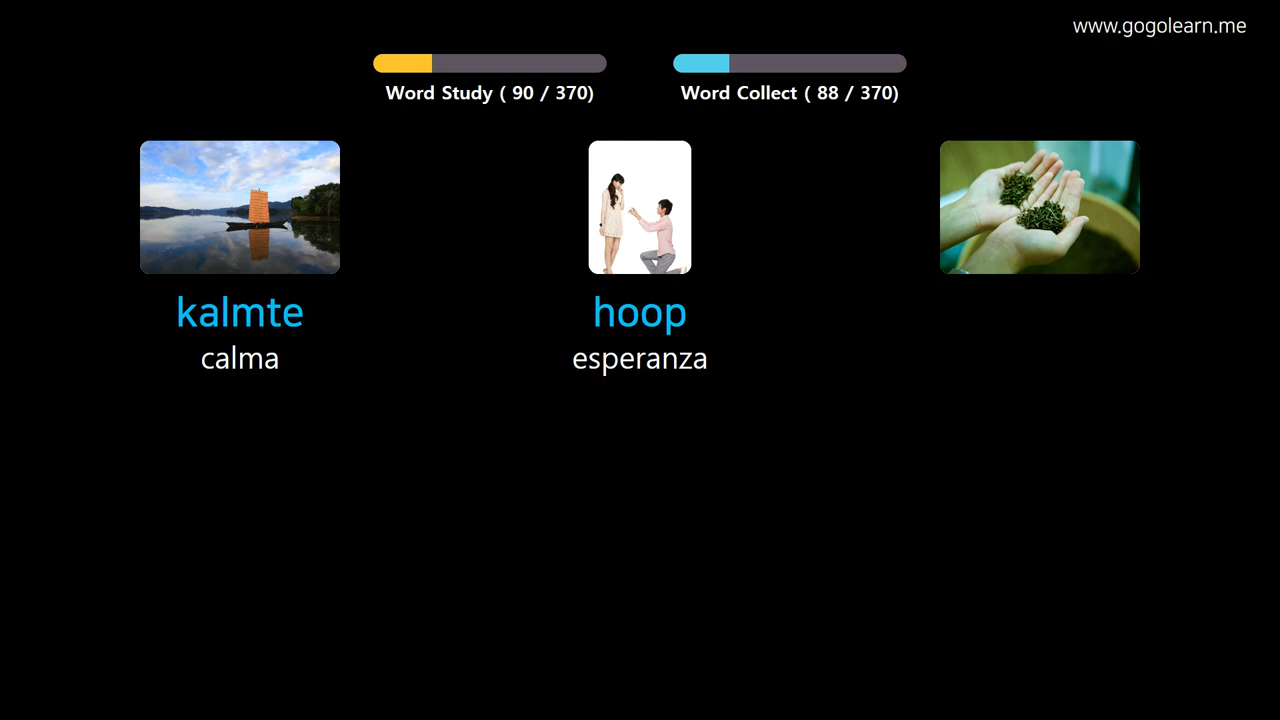 www.gogolearn.me
Word Study ( 90 / 370)
Word Collect ( 88 / 370)
kalmte
calma
hoop
esperanza